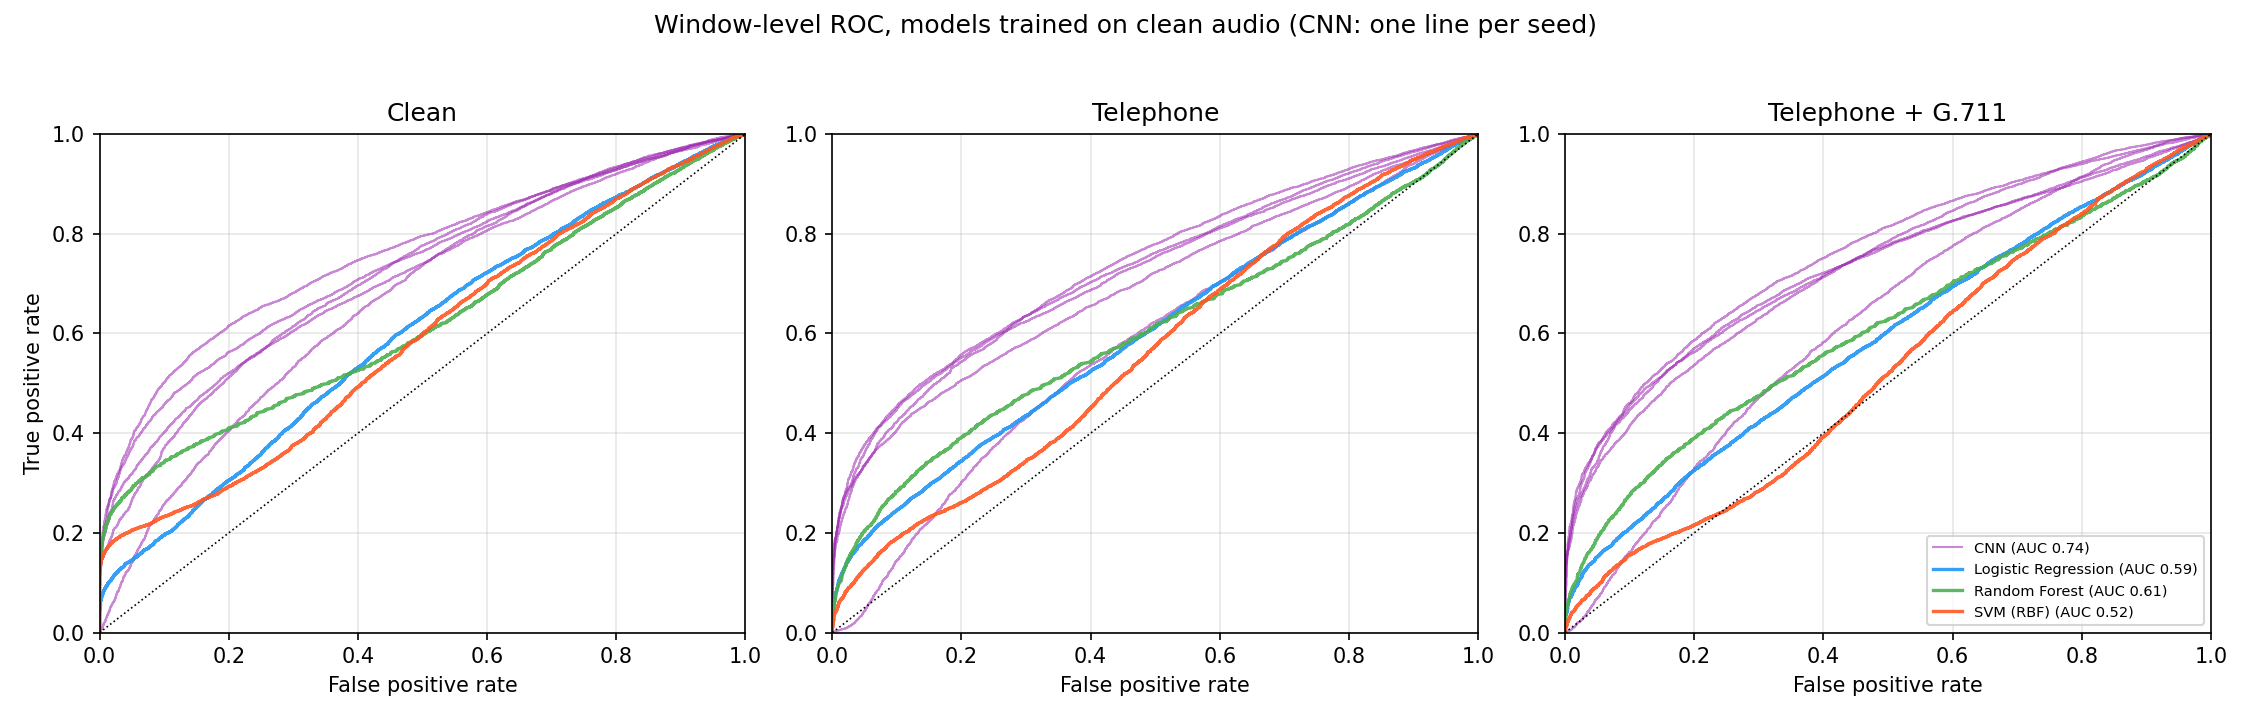 Window-level ROC, models trained on clean audio (CNN: one line per seed)
Clean
True positive rate
1.0
0.8
0.6
0.4
0.2
0.0
0.0 0.2 0.4 0.6 0.8 1.0
False positive rate
Telephone
1.0
0.8
0.6
0.4
0.2
0.0
0.0 0.2 0.4 0.6 0.8 1.0
False positive rate
Telephone + G.711
1.0
0.8
0.6
0.4
0.2
0.0
CNN (AUC 0.74)
Logistic Regression (AUC 0.59)
Random Forest (AUC 0.61)
SVM (RBF) (AUC 0.52)
0.0 0.2 0.4 0.6 0.8 1.0
False positive rate